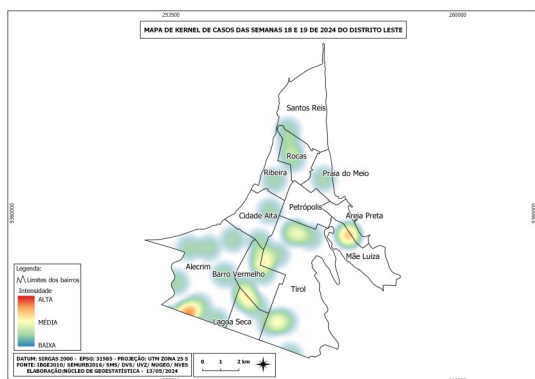 253500
260000
MAPA DE KERNEL DE CASOS DAS SEMANAS 18 E 19 DE 2024 DO DISTRITO LESTE
Santos Reis
Rocas
Ribeira
Praia do Meio
Petrópolis
9360000
9360000
Cidade Alta
Areia Preta
Mãe Luiza
Alecrim
Barro Vermelho
Tirol
Lagoa Seca
Legenda:
Limites dos bairros
Intensidade
ALTA
MÉDIA
BAIXA
DATUM: SIRGAS 2000 - EPSG: 31985 - PROJEÇÃO: UTM ZONA 25 S
FONTE: IBGE2010/ SEMURB2016/ SMS/ DVS/ UVZ/ NUGEO/ NVES
ELABORAÇÃO:NÚCLEO DE GEOESTATÍSTICA - 13/05/2024
0 1 2 km